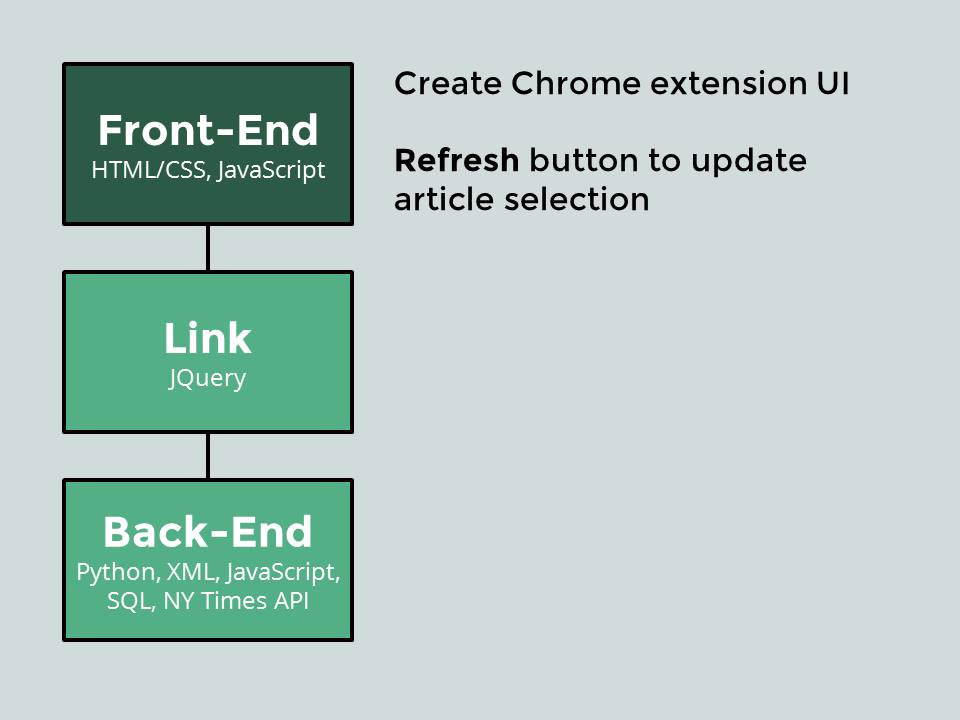 Front-End
HTML/CSS, JavaScript
Create Chrome extension UI
Refresh button to update
article selection
Link
JQuery
Back-End
Python, XML, JavaScript,
SQL, NY Times API